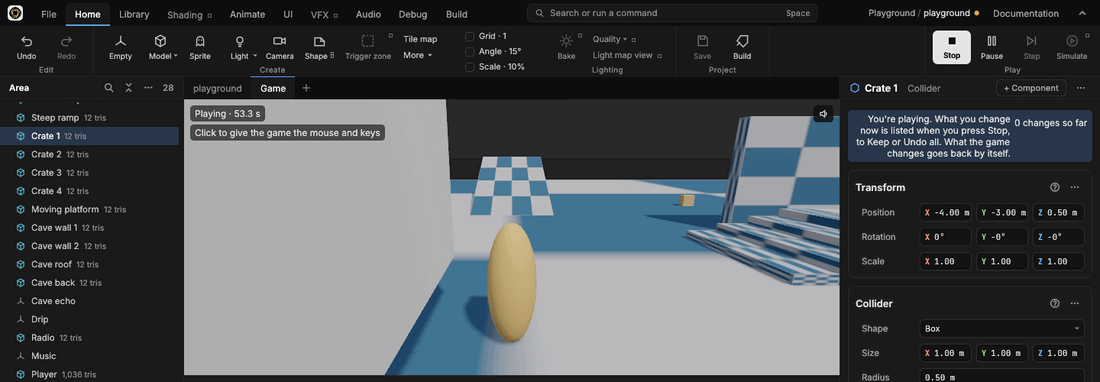 File
Home
Library
Shading
Animate
UI
VFX
Audio
Debug
Build
Search or run a command
Space
Playground / playground
Documentation
Undo
Redo
Edit
Empty
Model
Sprite
Light
Camera
Shape
Trigger zone
Tile map
More
Create
Grid · 1
Angle · 15°
Scale · 10%
Bake
Quality
Light map view
Lighting
Save
Build
Project
Stop
Pause
Step
Simulate
Play
Area
28
Steep ramp 12 tris
Crate 1 12 tris
Crate 2 12 tris
Crate 3 12 tris
Crate 4 12 tris
Moving platform 12 tris
Cave wall 1 12 tris
Cave wall 2 12 tris
Cave roof 12 tris
Cave back 12 tris
Cave echo
Drip
Radio 12 tris
Music
Player 1,036 tris
playground
Game
Playing · 53.3 s
Click to give the game the mouse and keys
Crate 1 Collider
+ Component
You're playing. What you change
now is listed when you press Stop,
to Keep or Undo all. What the game
changes goes back by itself.
0 changes so far
Transform
Position X -4.00 m Y -3.00 m Z 0.50 m
Rotation X 0° Y -0° Z -0°
Scale X 1.00 Y 1.00 Z 1.00
Collider
Shape Box
Size X 1.00 m Y 1.00 m Z 1.00 m
Radius 0.50 m